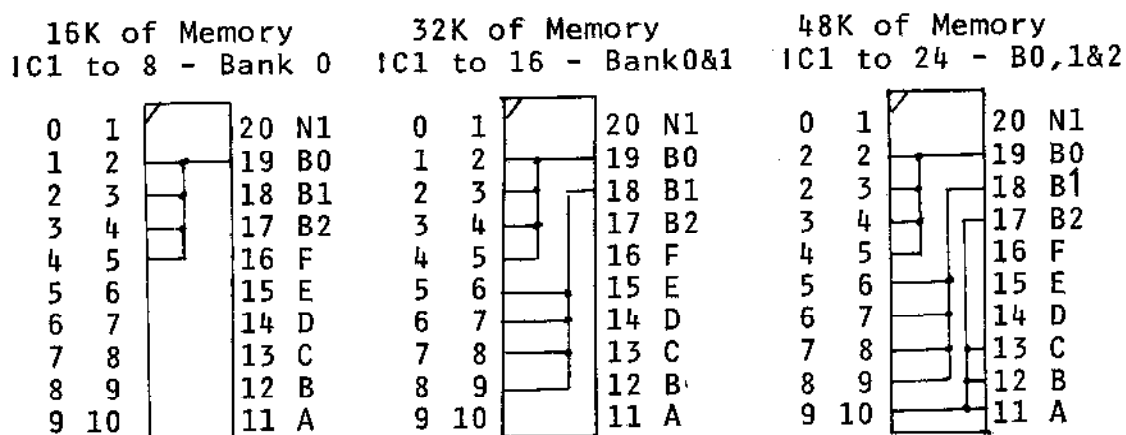 16K of Memory
IC1 to 8 - Bank 0
0 1 20 N1
1 2 19 B0
2 3 18 B1
3 4 17 B2
4 5 16 F
5 6 15 E
6 7 14 D
7 8 13 C
8 9 12 B
9 10 11 A
32K of Memory
IC1 to 16 - Bank0&1
0 1 20 N1
1 2 19 B0
2 3 18 B1
3 4 17 B2
4 5 16 F
5 6 15 E
6 7 14 D
7 8 13 C
8 9 12 B
9 10 11 A
48K of Memory
IC1 to 24 - B0,1&2
0 1 20 N1
2 2 19 B0
2 3 18 B1
3 4 17 B2
4 5 16 F
5 6 15 E
6 7 14 D
7 8 13 C
8 9 12 B
9 10 11 A